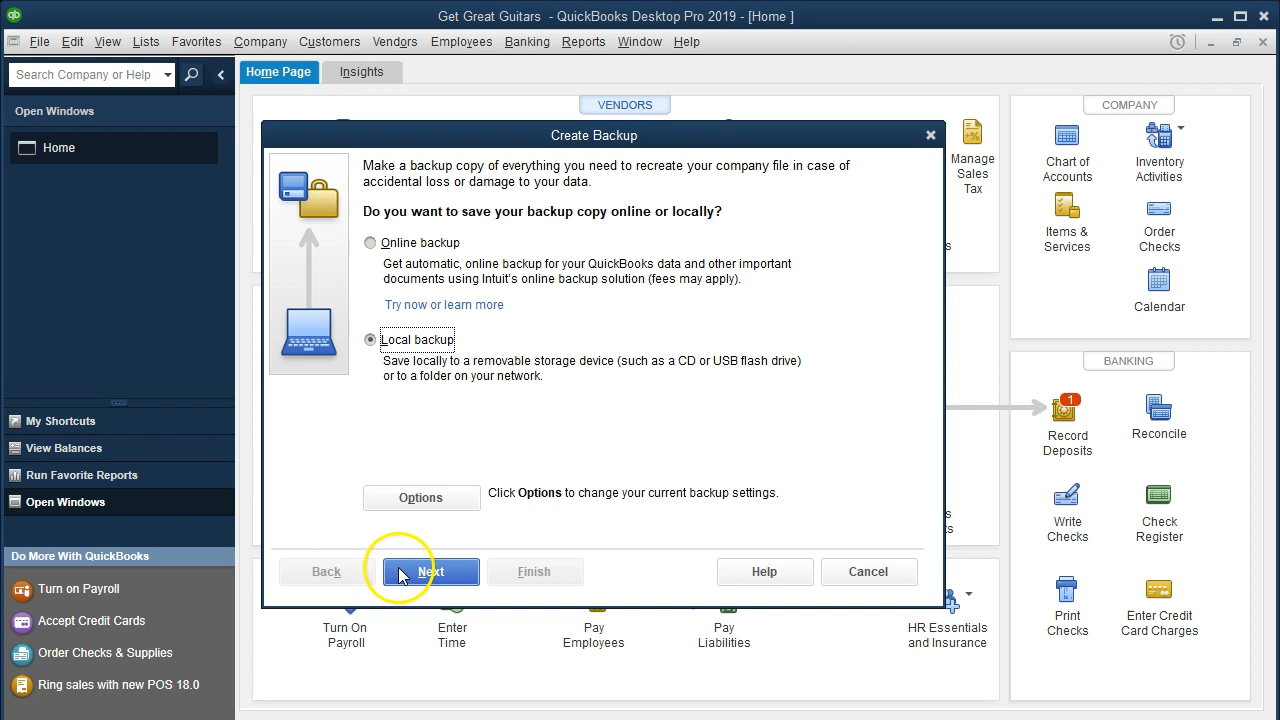 Get Great Guitars - QuickBooks Desktop Pro 2019 - [Home ]
File Edit View Lists Favorites Company Customers Vendors Employees Banking Reports Window Help
Search Company or Help
Home Page Insights
Open Windows
Home
My Shortcuts
View Balances
Run Favorite Reports
Open Windows
Do More With QuickBooks
Turn on Payroll
Accept Credit Cards
Order Checks & Supplies
Ring sales with new POS 18.0
VENDORS
Create Backup
Make a backup copy of everything you need to recreate your company file in case of
accidental loss or damage to your data.
Do you want to save your backup copy online or locally?
Online backup
Get automatic, online backup for your QuickBooks data and other important
documents using Intuit's online backup solution (fees may apply).
Try now or learn more
Local backup
Save locally to a removable storage device (such as a CD or USB flash drive)
or to a folder on your network.
Options Click Options to change your current backup settings.
Back Next Finish Help Cancel
Manage
Sales
Tax
Turn On
Payroll
Enter
Time
Pay
Employees
Pay
Liabilities
HR Essentials
and Insurance
COMPANY
Chart of
Accounts
Inventory
Activities
Items &
Services
Order
Checks
Calendar
BANKING
1
Record
Deposits
Reconcile
Write
Checks
Check
Register
Print
Checks
Enter Credit
Card Charges